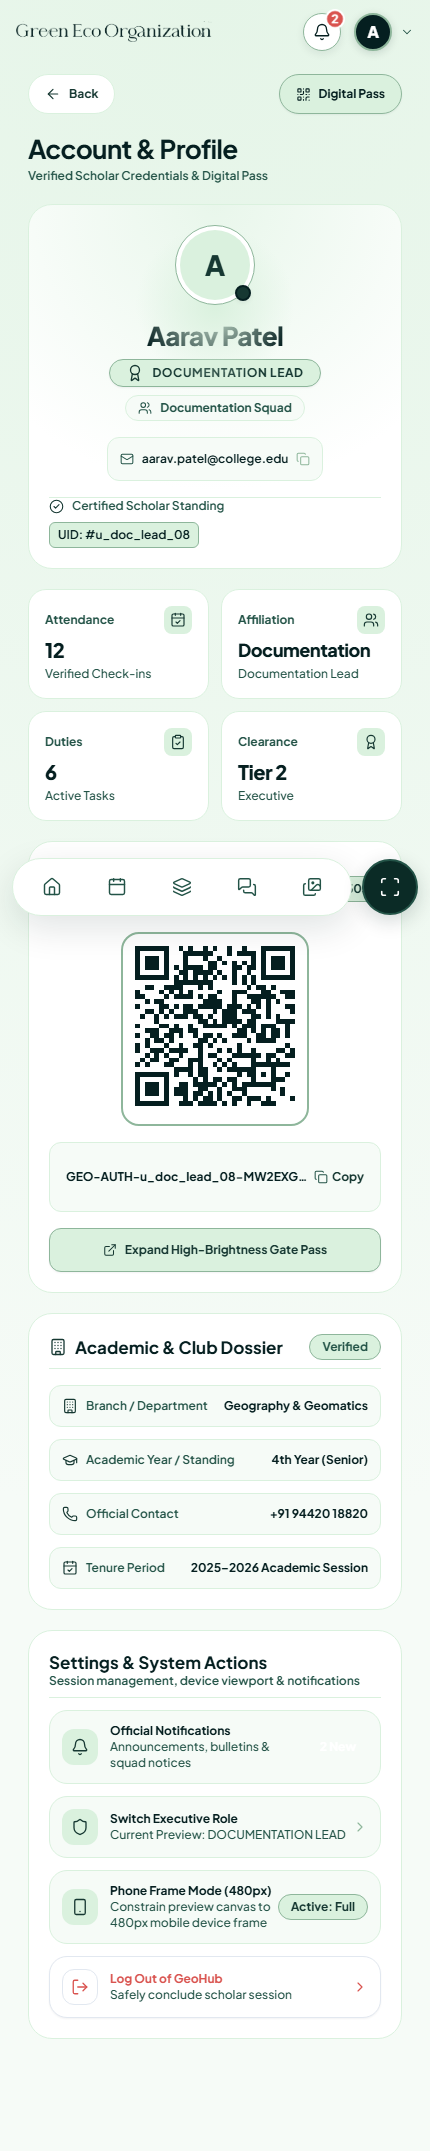 Green Eco Organization
2
A
Back
Digital Pass
Account & Profile
Verified Scholar Credentials & Digital Pass
A
Aarav Patel
DOCUMENTATION LEAD
Documentation Squad
aarav.patel@college.edu
Certified Scholar Standing
UID: #u_doc_lead_08
Attendance
12
Verified Check-ins
Affiliation
Documentation
Documentation Lead
Duties
6
Active Tasks
Clearance
Tier 2
Executive
GEO-AUTH-u_doc_lead_08-MW2EXG...
Copy
Expand High-Brightness Gate Pass
Academic & Club Dossier
Verified
Branch / Department
Geography & Geomatics
Academic Year / Standing
4th Year (Senior)
Official Contact
+91 94420 18820
Tenure Period
2025–2026 Academic Session
Settings & System Actions
Session management, device viewport & notifications
Official Notifications
Announcements, bulletins &
squad notices
2 New
Switch Executive Role
Current Preview: DOCUMENTATION LEAD
Phone Frame Mode (480px)
Constrain preview canvas to
480px mobile device frame
Active: Full
Log Out of GeoHub
Safely conclude scholar session